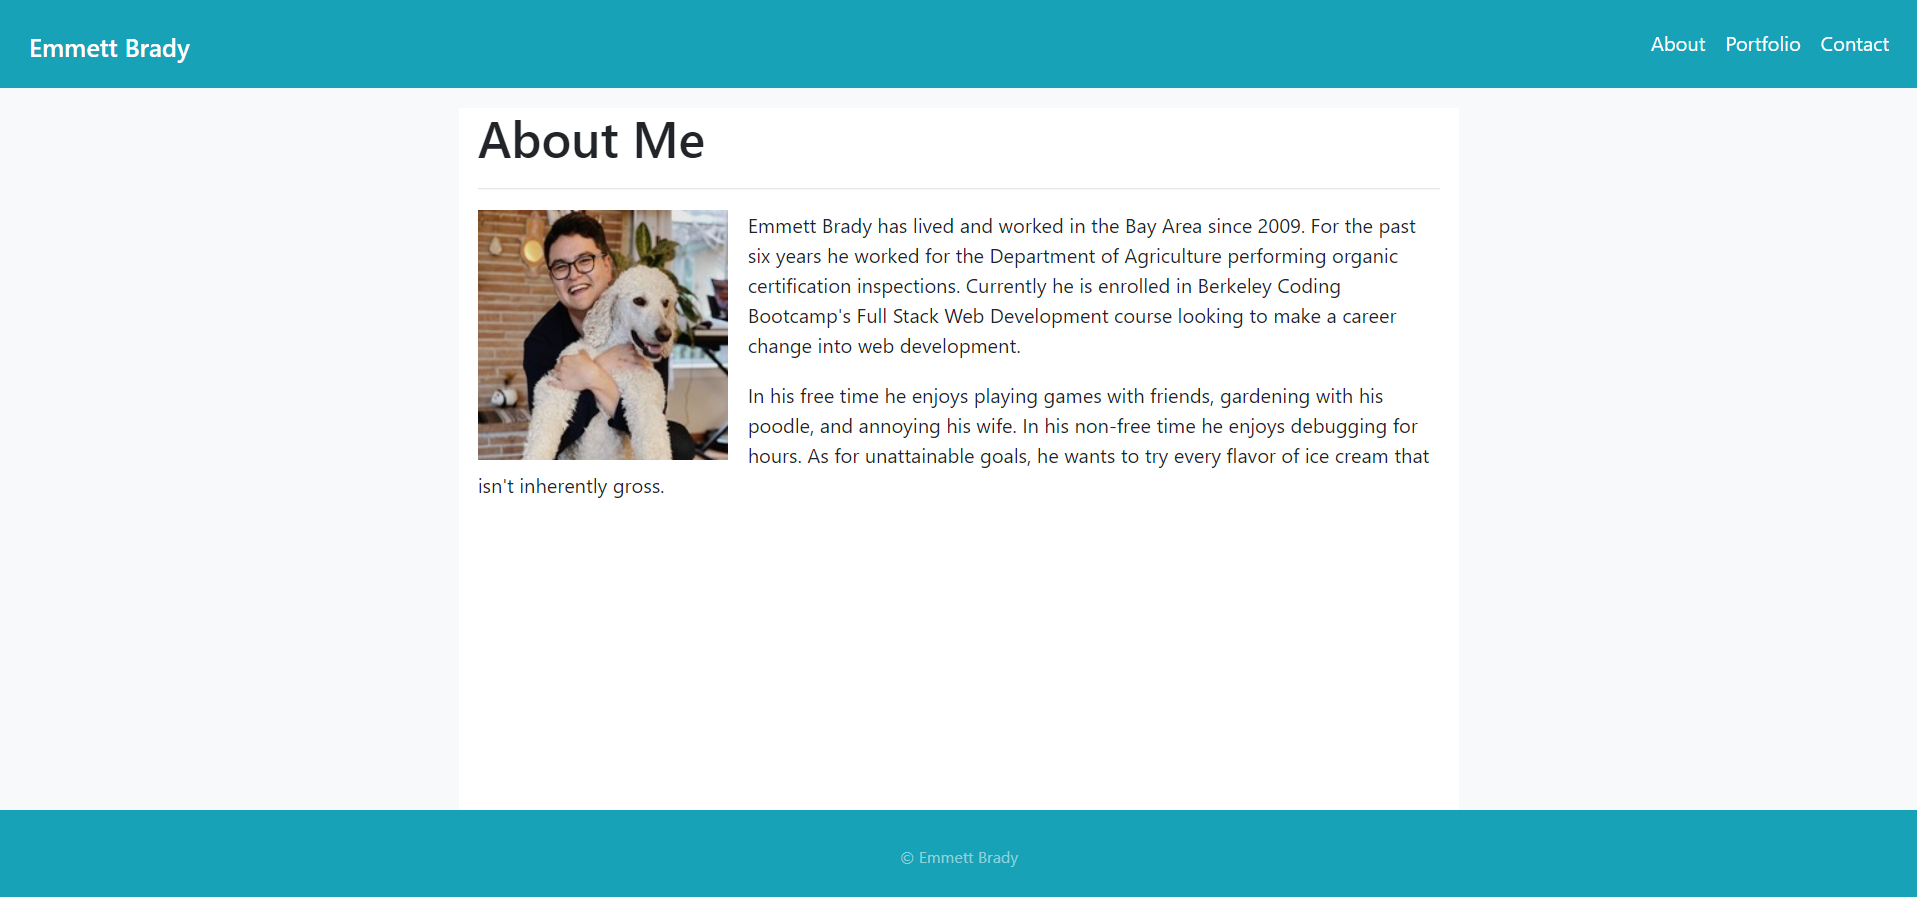 Emmett Brady
About Portfolio Contact
About Me
Emmett Brady has lived and worked in the Bay Area since 2009. For the past
six years he worked for the Department of Agriculture performing organic
certification inspections. Currently he is enrolled in Berkeley Coding
Bootcamp's Full Stack Web Development course looking to make a career
change into web development.
In his free time he enjoys playing games with friends, gardening with his
poodle, and annoying his wife. In his non-free time he enjoys debugging for
hours. As for unattainable goals, he wants to try every flavor of ice cream that
isn't inherently gross.
© Emmett Brady